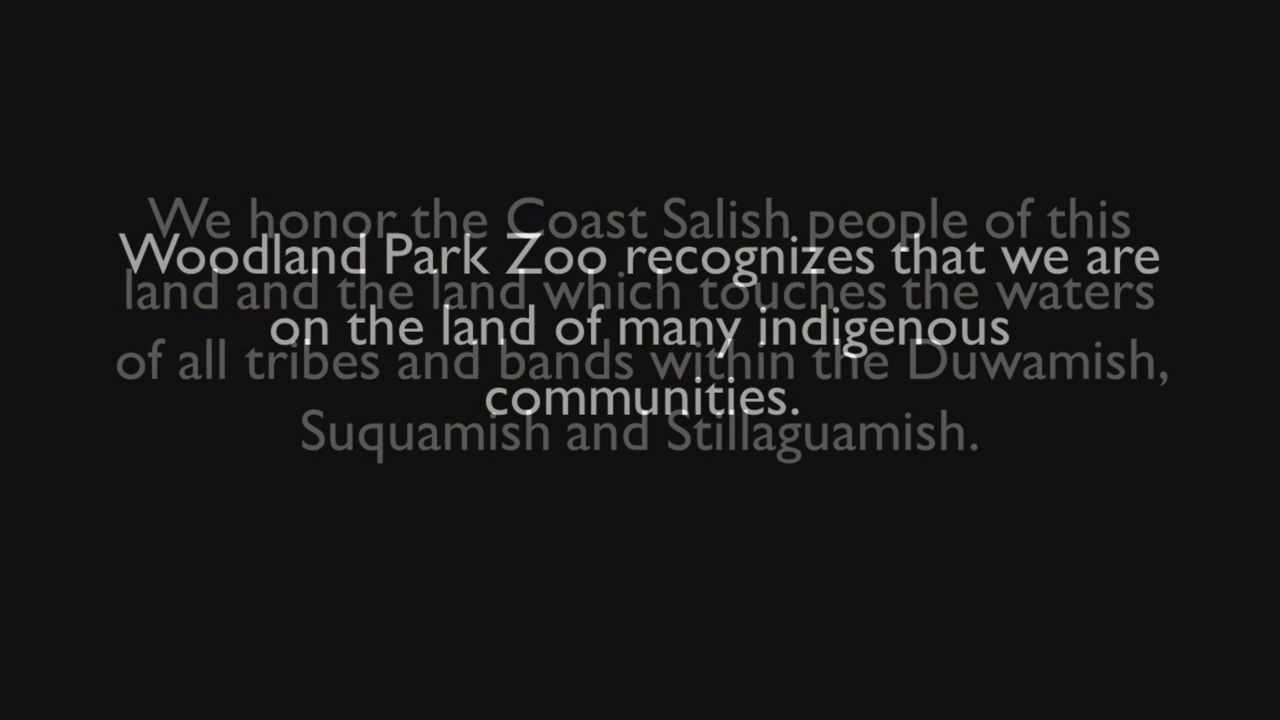 We honor the Coast Salish people of this
Woodland Park Zoo recognizes that we are
land and the land which touches the waters
on the land of many indigenous
of all tribes and bands within the Duwamish,
communities.
Suquamish and Stillaguamish.